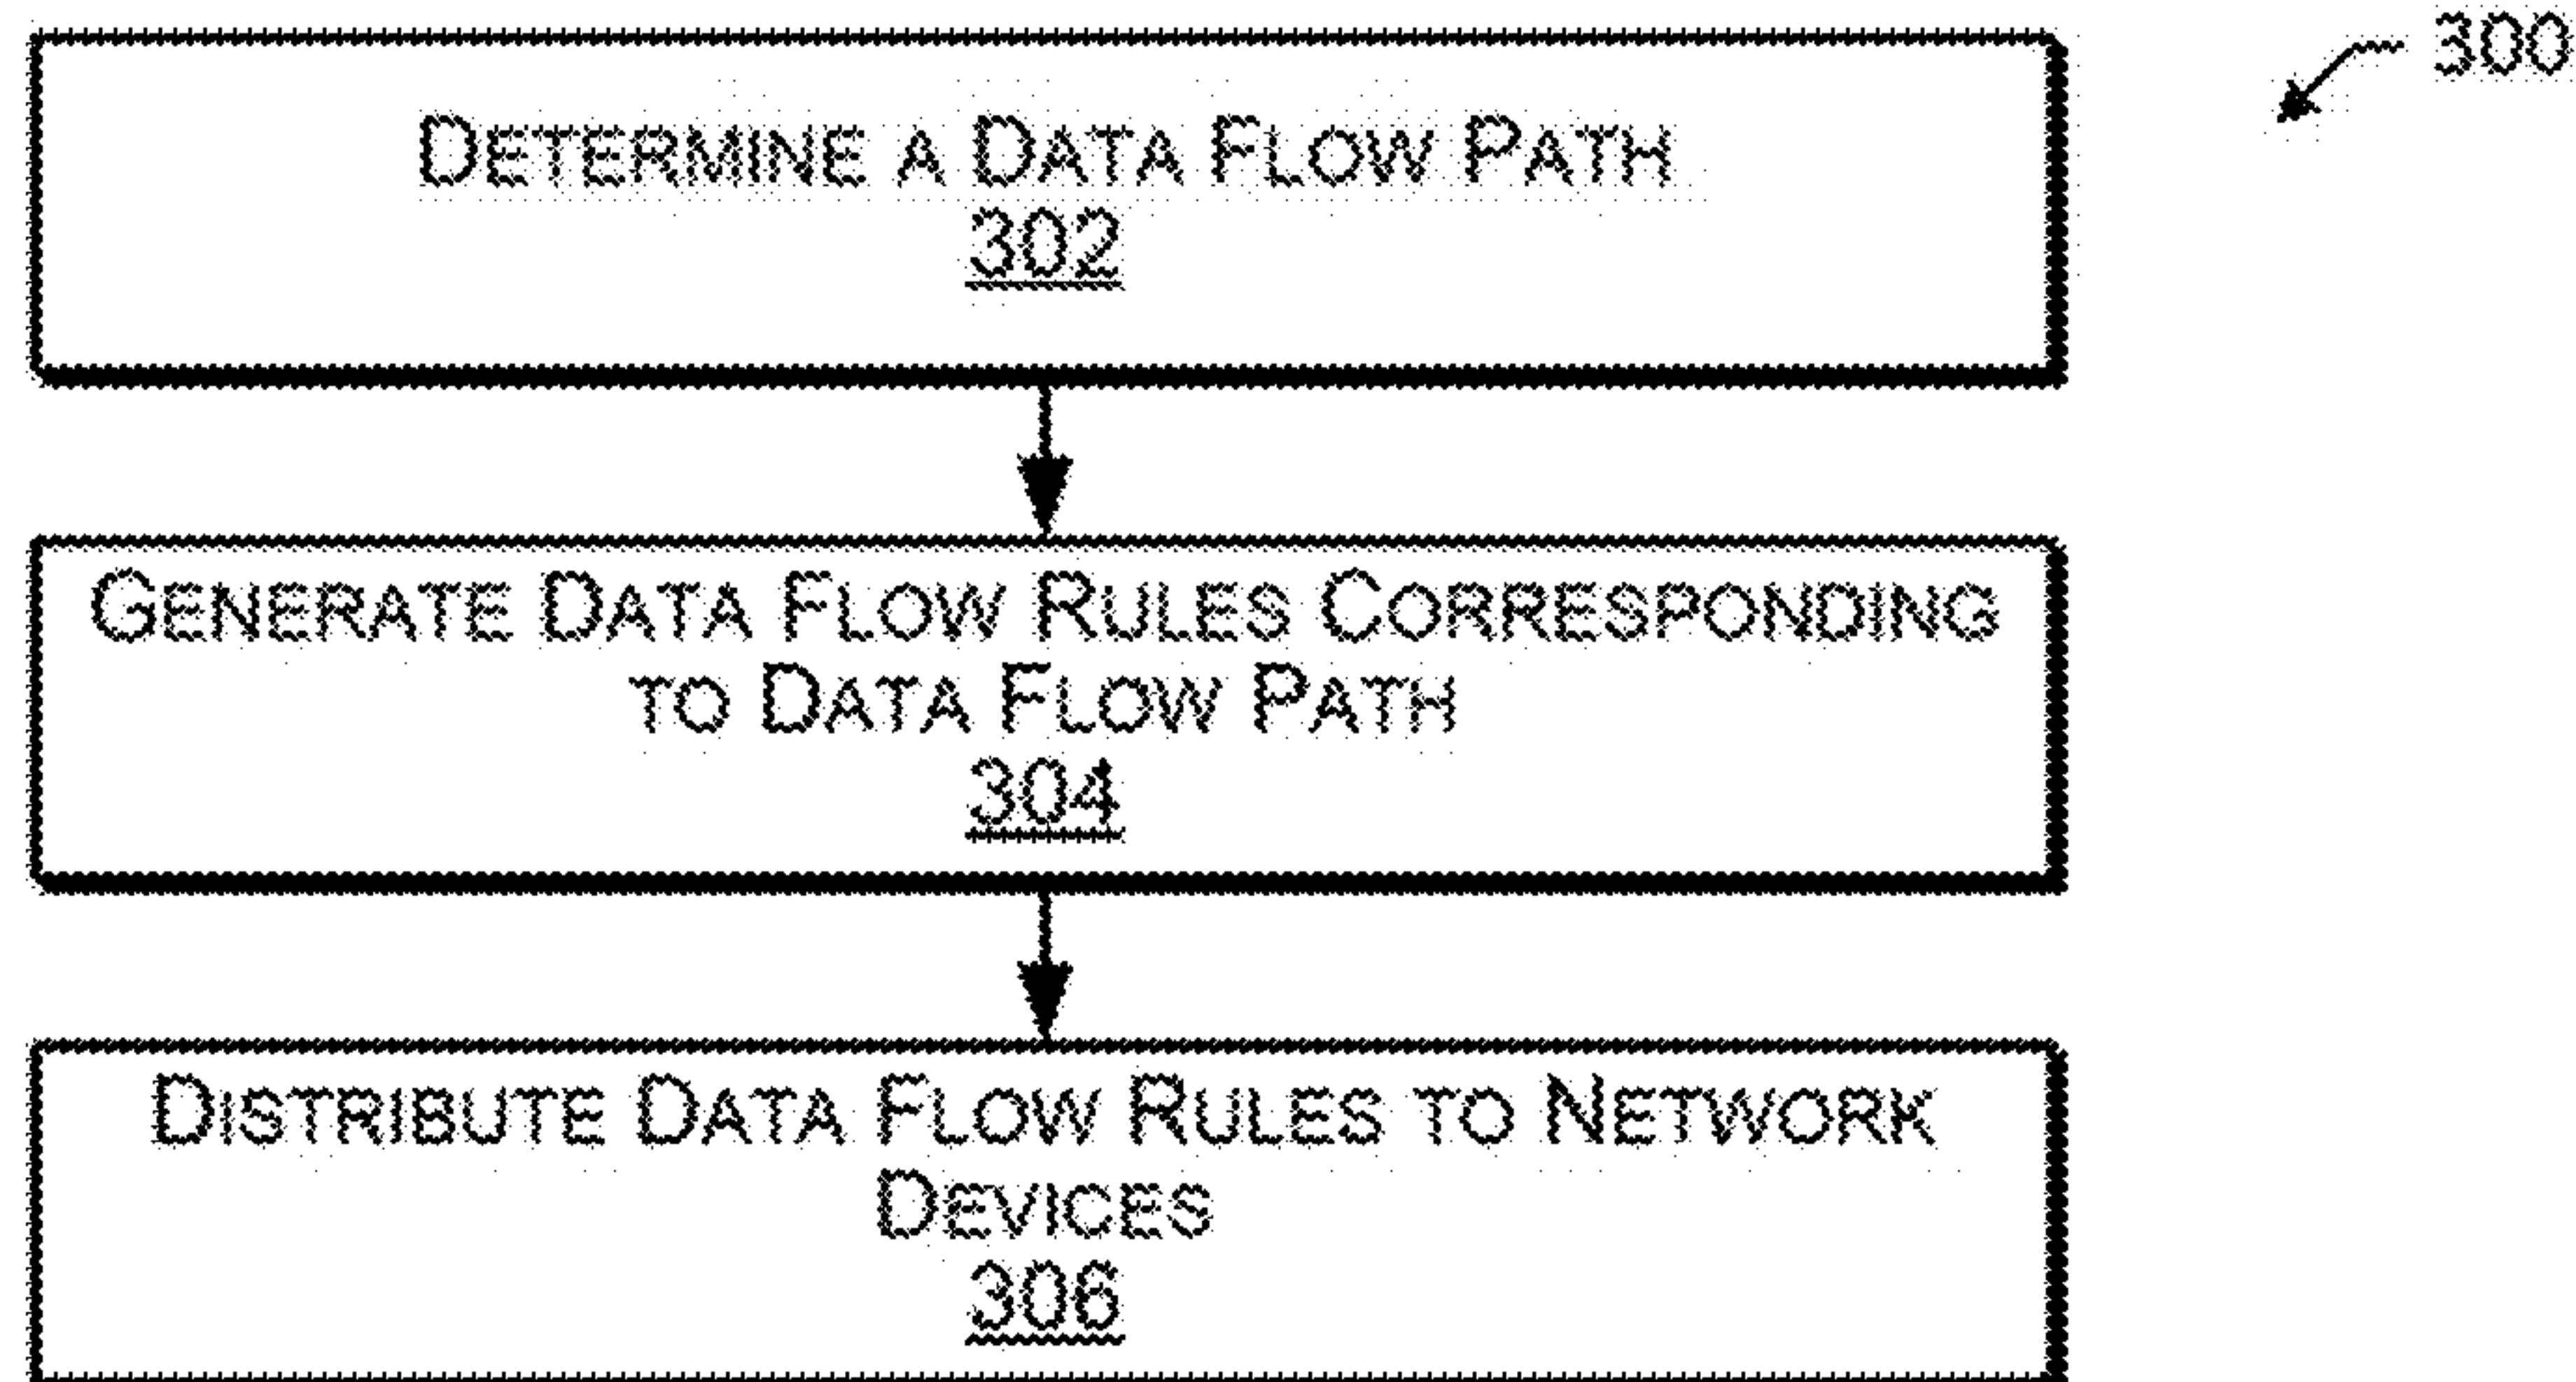 300
DETERMINE A DATA FLOW PATH
302
GENERATE DATA FLOW RULES CORRESPONDING
TO DATA FLOW PATH
304
DISTRIBUTE DATA FLOW RULES TO NETWORK
DEVICES
306